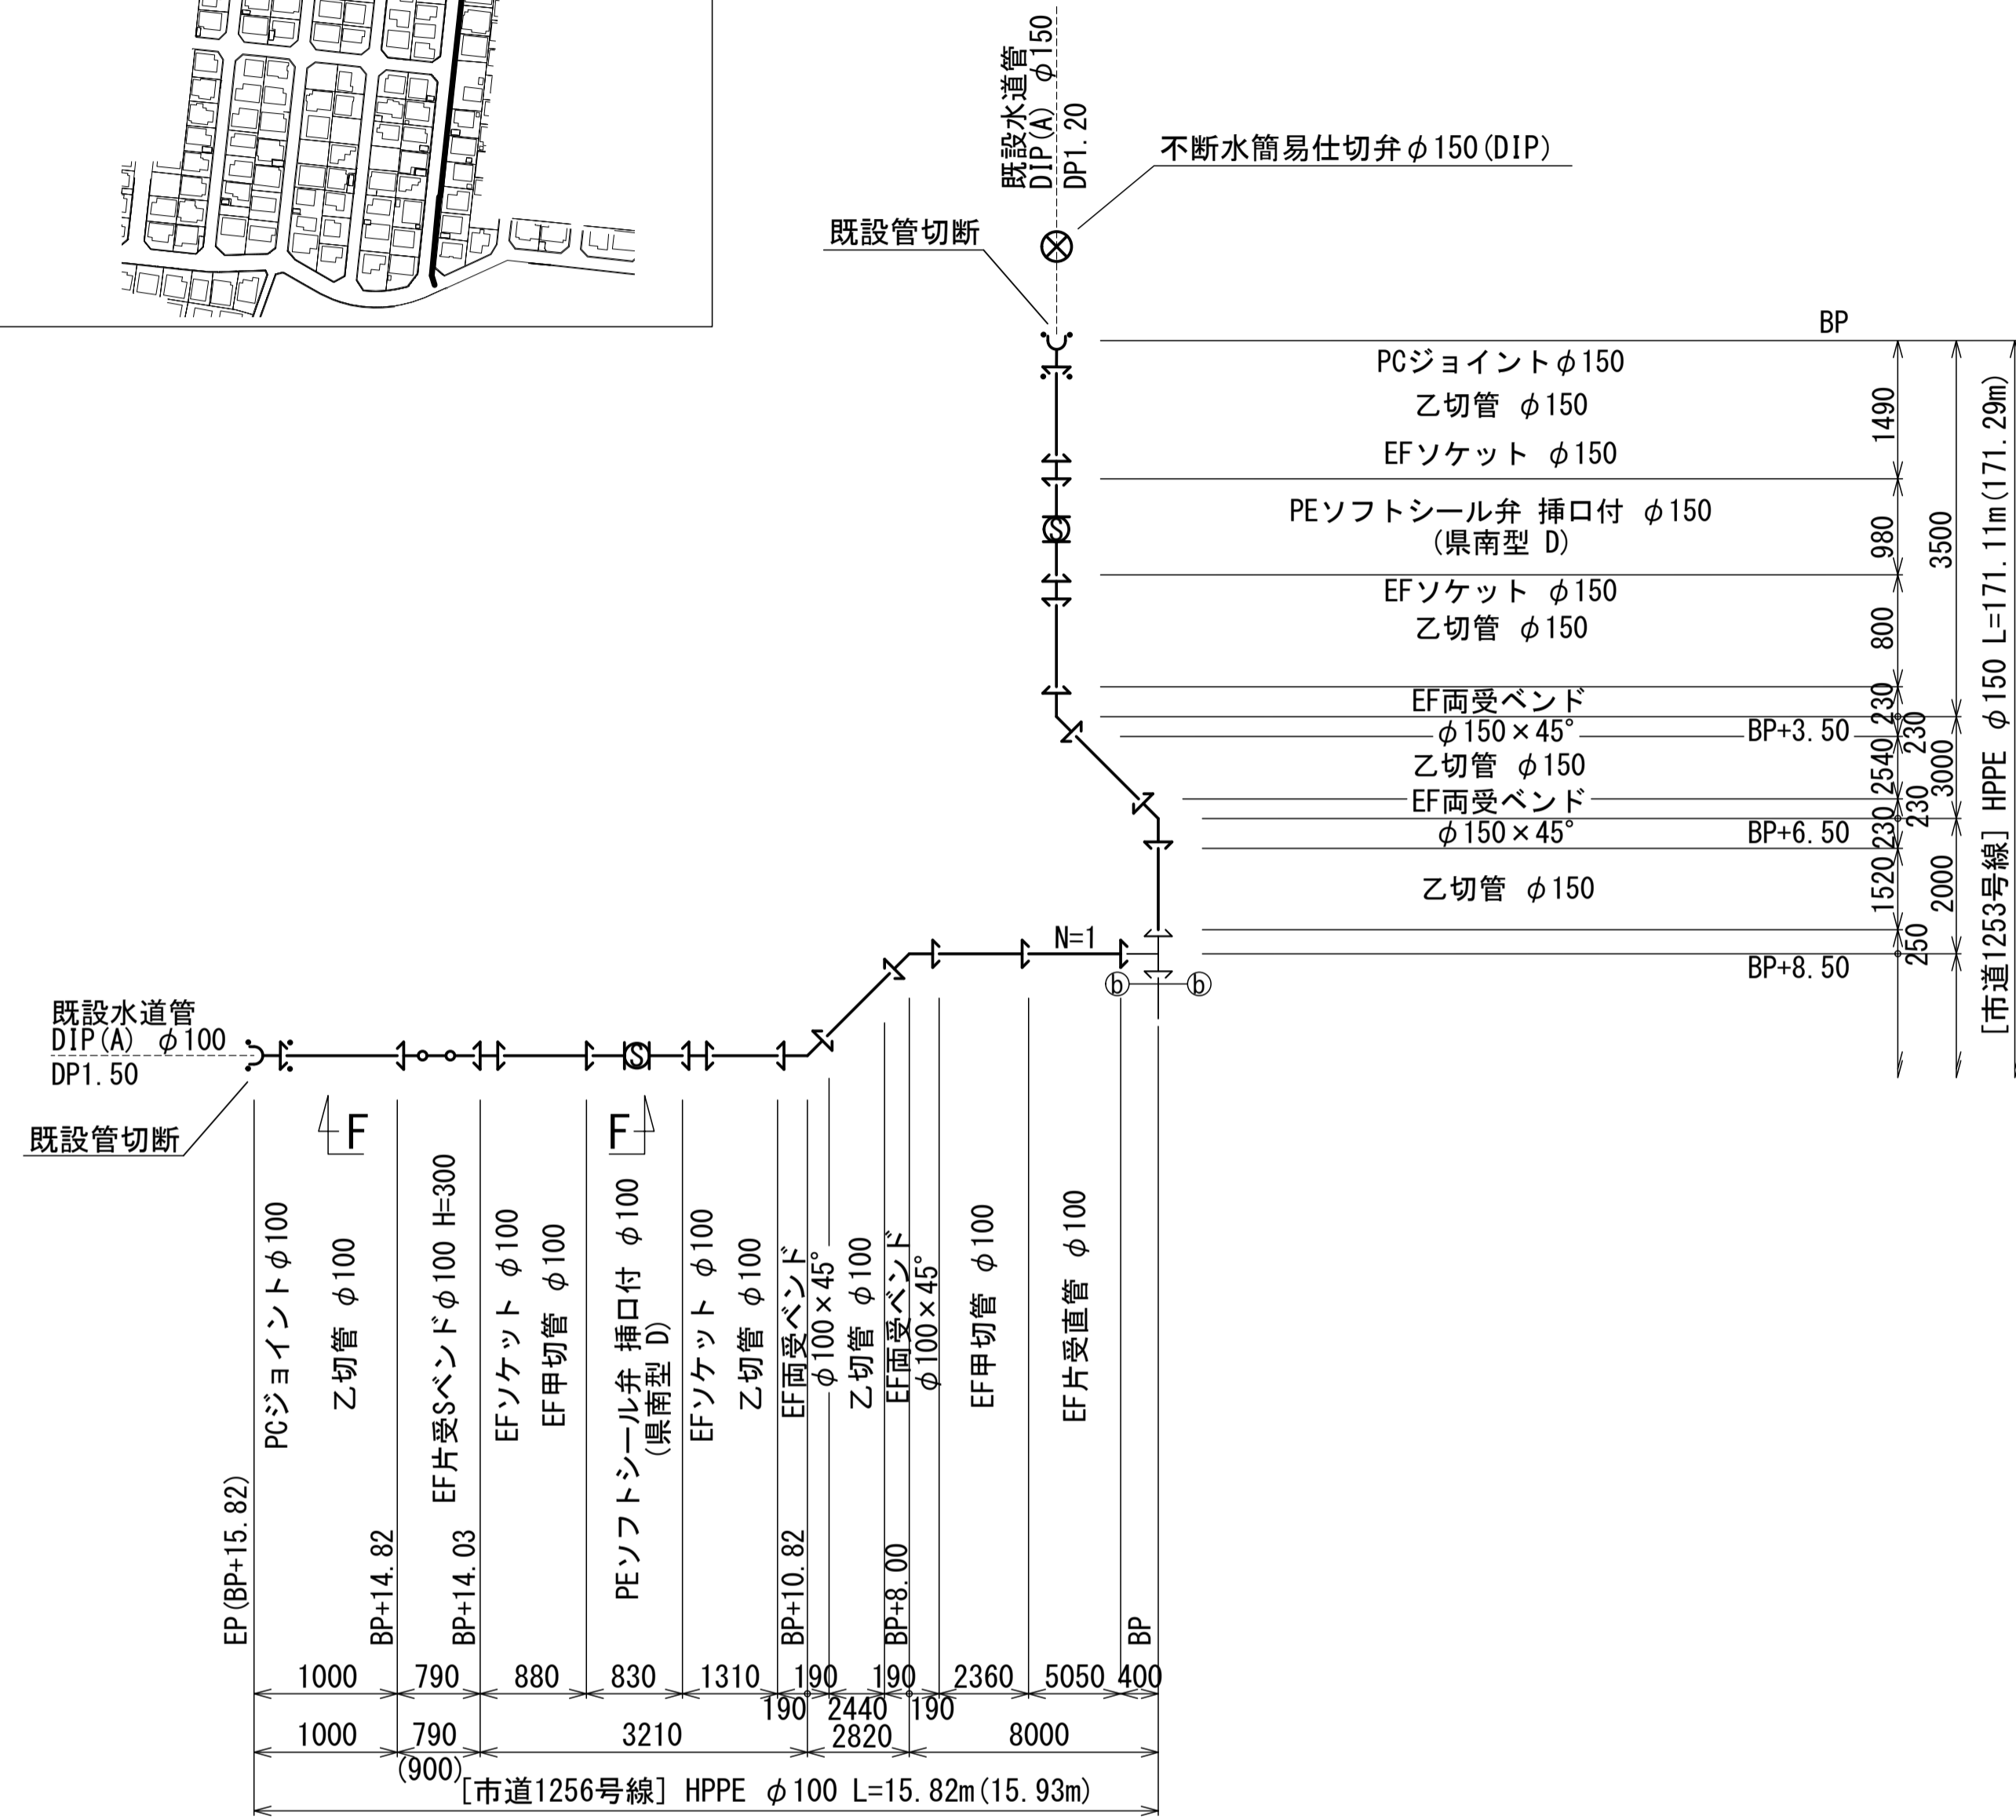 既設水道管
DIP(A) φ150
DP1.20
不断水簡易仕切弁φ150(DIP)
既設管切断
BP
PCジョイントφ150
乙切管 φ150
EFソケット φ150
PEソフトシール弁 挿口付 φ150
(県南型 D)
EFソケット φ150
乙切管 φ150
EF両受ベンド
φ150×45°
BP+3.50
乙切管 φ150
EF両受ベンド
φ150×45°
BP+6.50
乙切管 φ150
BP+8.50
1490
980
800
230
230
2540
230
230
1520
250
3500
3000
2000
[市道1253号線] HPPE φ150 L=171.11m(171.29m)
N=1
b
b
S
既設水道管
DIP(A) φ100
DP1.50
既設管切断
S
F
F
PCジョイントφ100
乙切管 φ100
EF片受Sベンドφ100 H=300
EFソケット φ100
EF甲切管 φ100
PEソフトシール弁 挿口付 φ100
(県南型 D)
EFソケット φ100
乙切管 φ100
EF両受ベンド
φ100×45°
乙切管 φ100
EF両受ベンド
φ100×45°
EF甲切管 φ100
EF片受直管 φ100
EP(BP+15.82)
BP+14.82
BP+14.03
BP+10.82
BP+8.00
BP
1000 790 880 830 1310 190 190 2360 5050 400
190 2440 190
1000 790 3210 2820 8000
(900)
[市道1256号線] HPPE φ100 L=15.82m(15.93m)